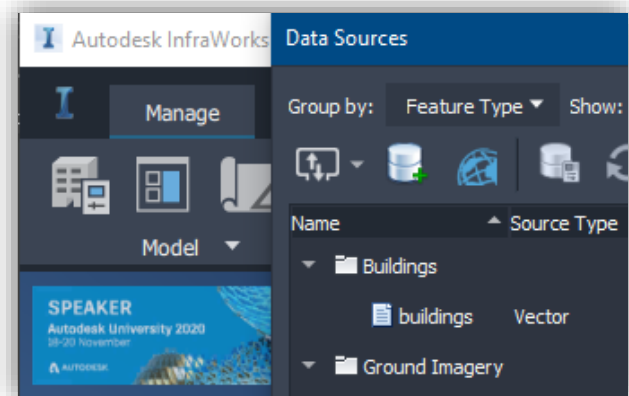 Autodesk InfraWorks
Manage
Model
SPEAKER
Autodesk University 2020
18-20 November
AUTODESK
Data Sources
Group by: Feature Type Show:
Name Source Type
Buildings
buildings Vector
Ground Imagery